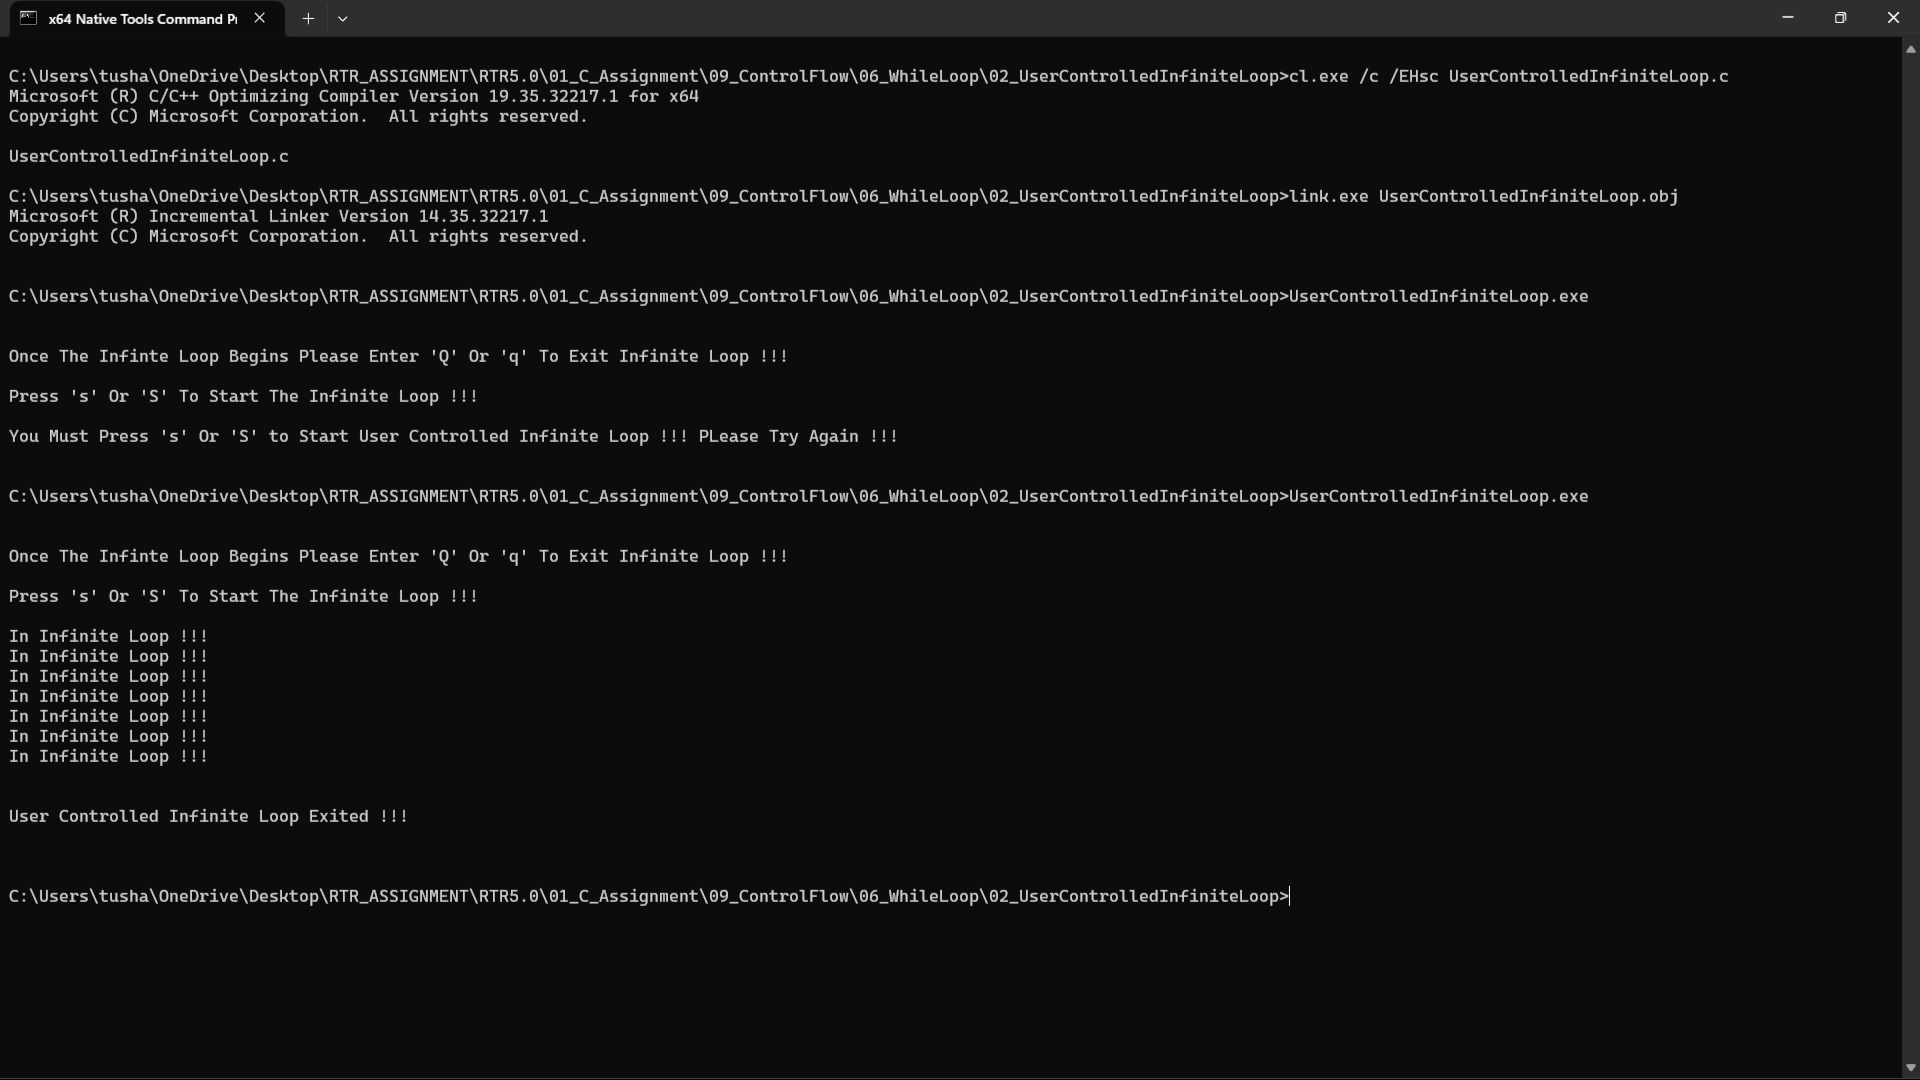 x64 Native Tools Command P
C:\Users\tusha\OneDrive\Desktop\RTR_ASSIGNMENT\RTR5.0\01_C_Assignment\09_ControlFlow\06_WhileLoop\02_UserControlledInfiniteLoop>cl.exe /c /EHsc UserControlledInfiniteLoop.c
Microsoft (R) C/C++ Optimizing Compiler Version 19.35.32217.1 for x64
Copyright (C) Microsoft Corporation.  All rights reserved.
UserControlledInfiniteLoop.c
C:\Users\tusha\OneDrive\Desktop\RTR_ASSIGNMENT\RTR5.0\01_C_Assignment\09_ControlFlow\06_WhileLoop\02_UserControlledInfiniteLoop>link.exe UserControlledInfiniteLoop.obj
Microsoft (R) Incremental Linker Version 14.35.32217.1
Copyright (C) Microsoft Corporation.  All rights reserved.
C:\Users\tusha\OneDrive\Desktop\RTR_ASSIGNMENT\RTR5.0\01_C_Assignment\09_ControlFlow\06_WhileLoop\02_UserControlledInfiniteLoop>UserControlledInfiniteLoop.exe
Once The Infinte Loop Begins Please Enter 'Q' Or 'q' To Exit Infinite Loop !!!
Press 's' Or 'S' To Start The Infinite Loop !!!
You Must Press 's' Or 'S' to Start User Controlled Infinite Loop !!! PLease Try Again !!!
C:\Users\tusha\OneDrive\Desktop\RTR_ASSIGNMENT\RTR5.0\01_C_Assignment\09_ControlFlow\06_WhileLoop\02_UserControlledInfiniteLoop>UserControlledInfiniteLoop.exe
Once The Infinte Loop Begins Please Enter 'Q' Or 'q' To Exit Infinite Loop !!!
Press 's' Or 'S' To Start The Infinite Loop !!!
In Infinite Loop !!!
In Infinite Loop !!!
In Infinite Loop !!!
In Infinite Loop !!!
In Infinite Loop !!!
In Infinite Loop !!!
In Infinite Loop !!!
User Controlled Infinite Loop Exited !!!
C:\Users\tusha\OneDrive\Desktop\RTR_ASSIGNMENT\RTR5.0\01_C_Assignment\09_ControlFlow\06_WhileLoop\02_UserControlledInfiniteLoop>